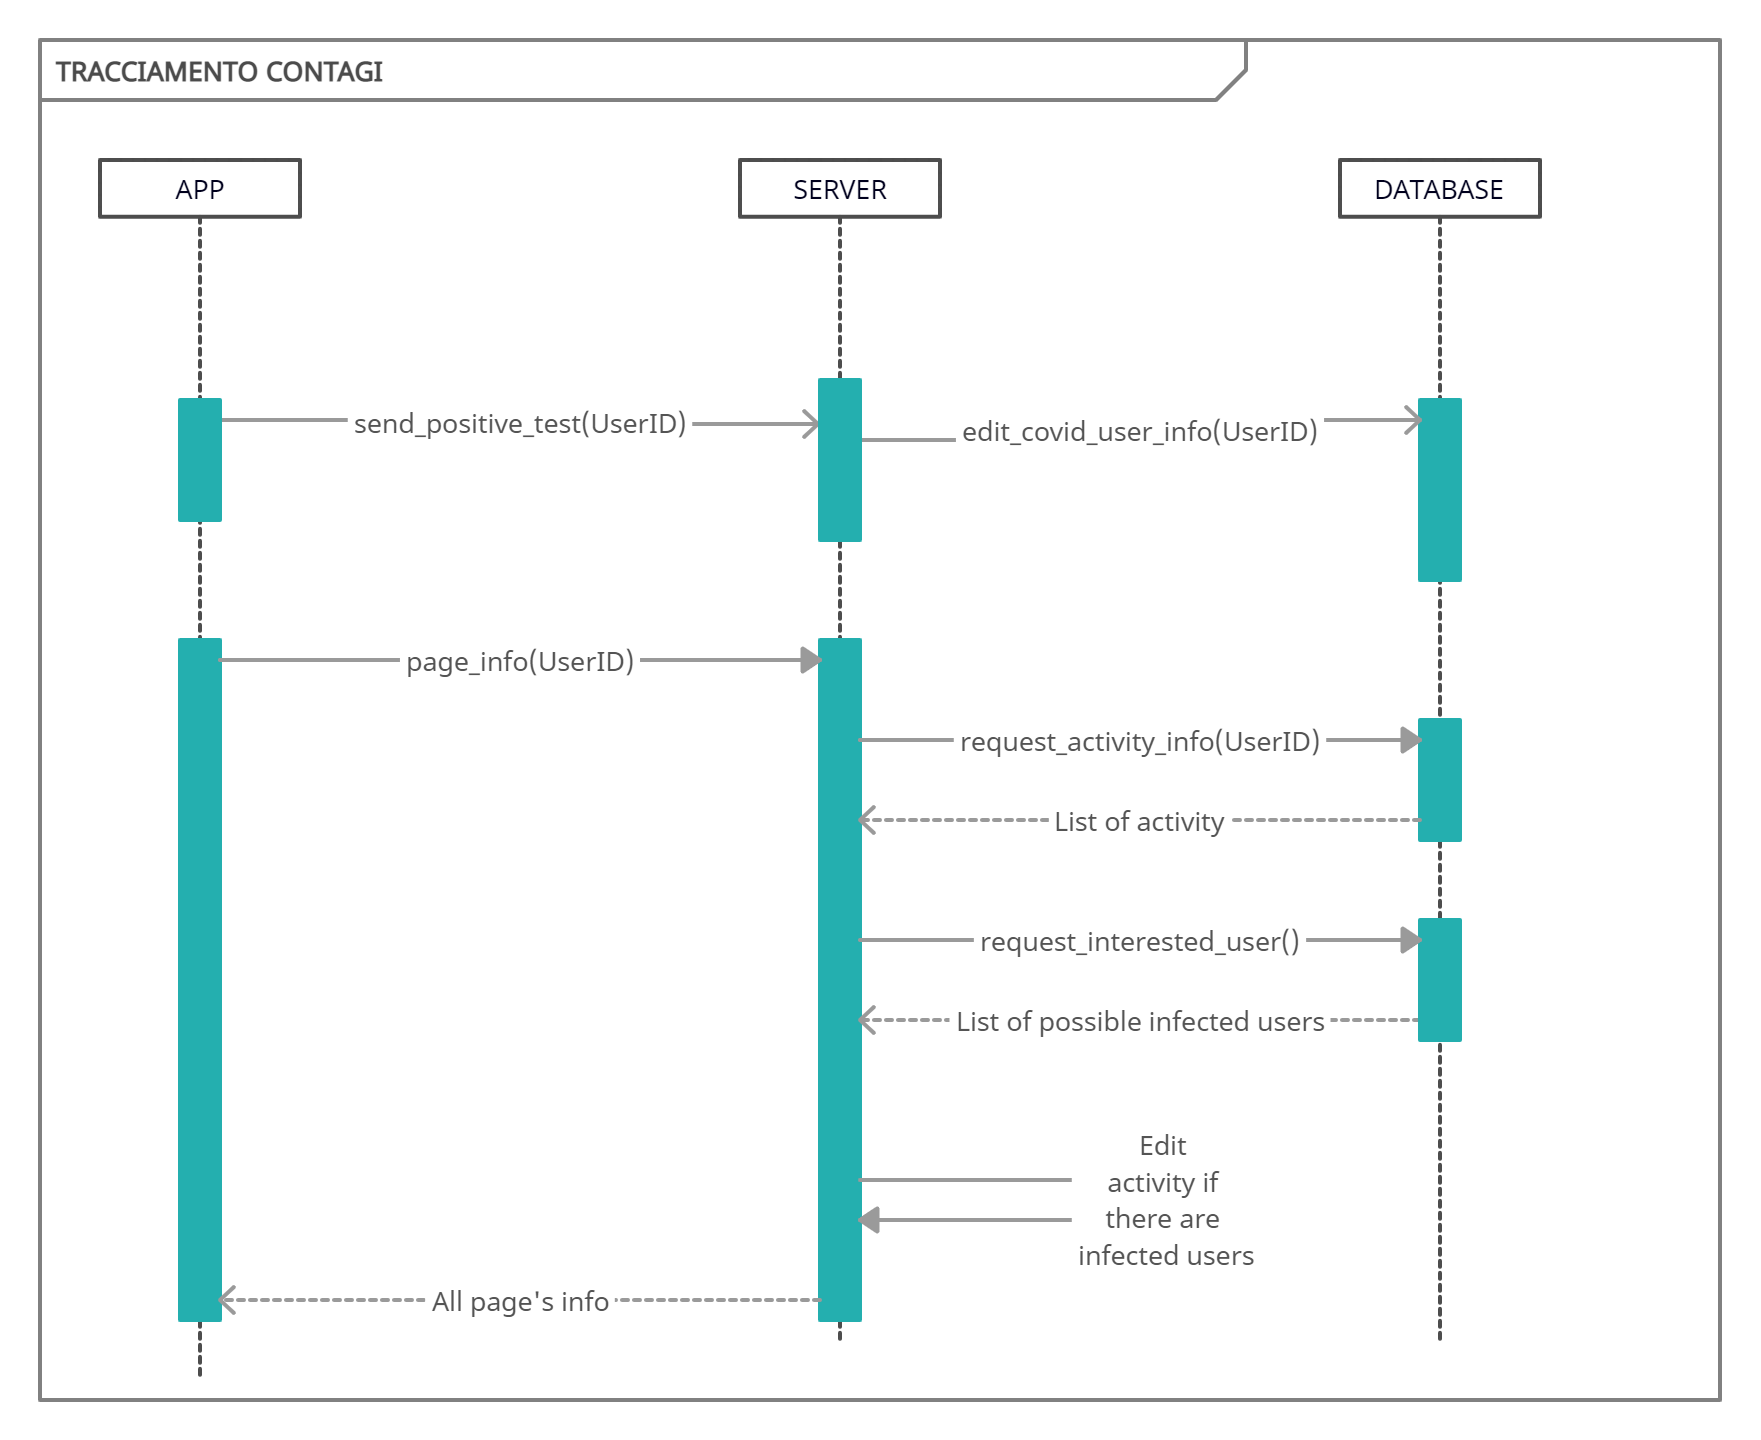 TRACCIAMENTO CONTAGI
APP
SERVER
DATABASE
send_positive_test(UserID)
edit_covid_user_info(UserID)
page_info(UserID)
request_activity_info(UserID)
List of activity
request_interested_user()
List of possible infected users
Edit
activity if
there are
infected users
All page's info